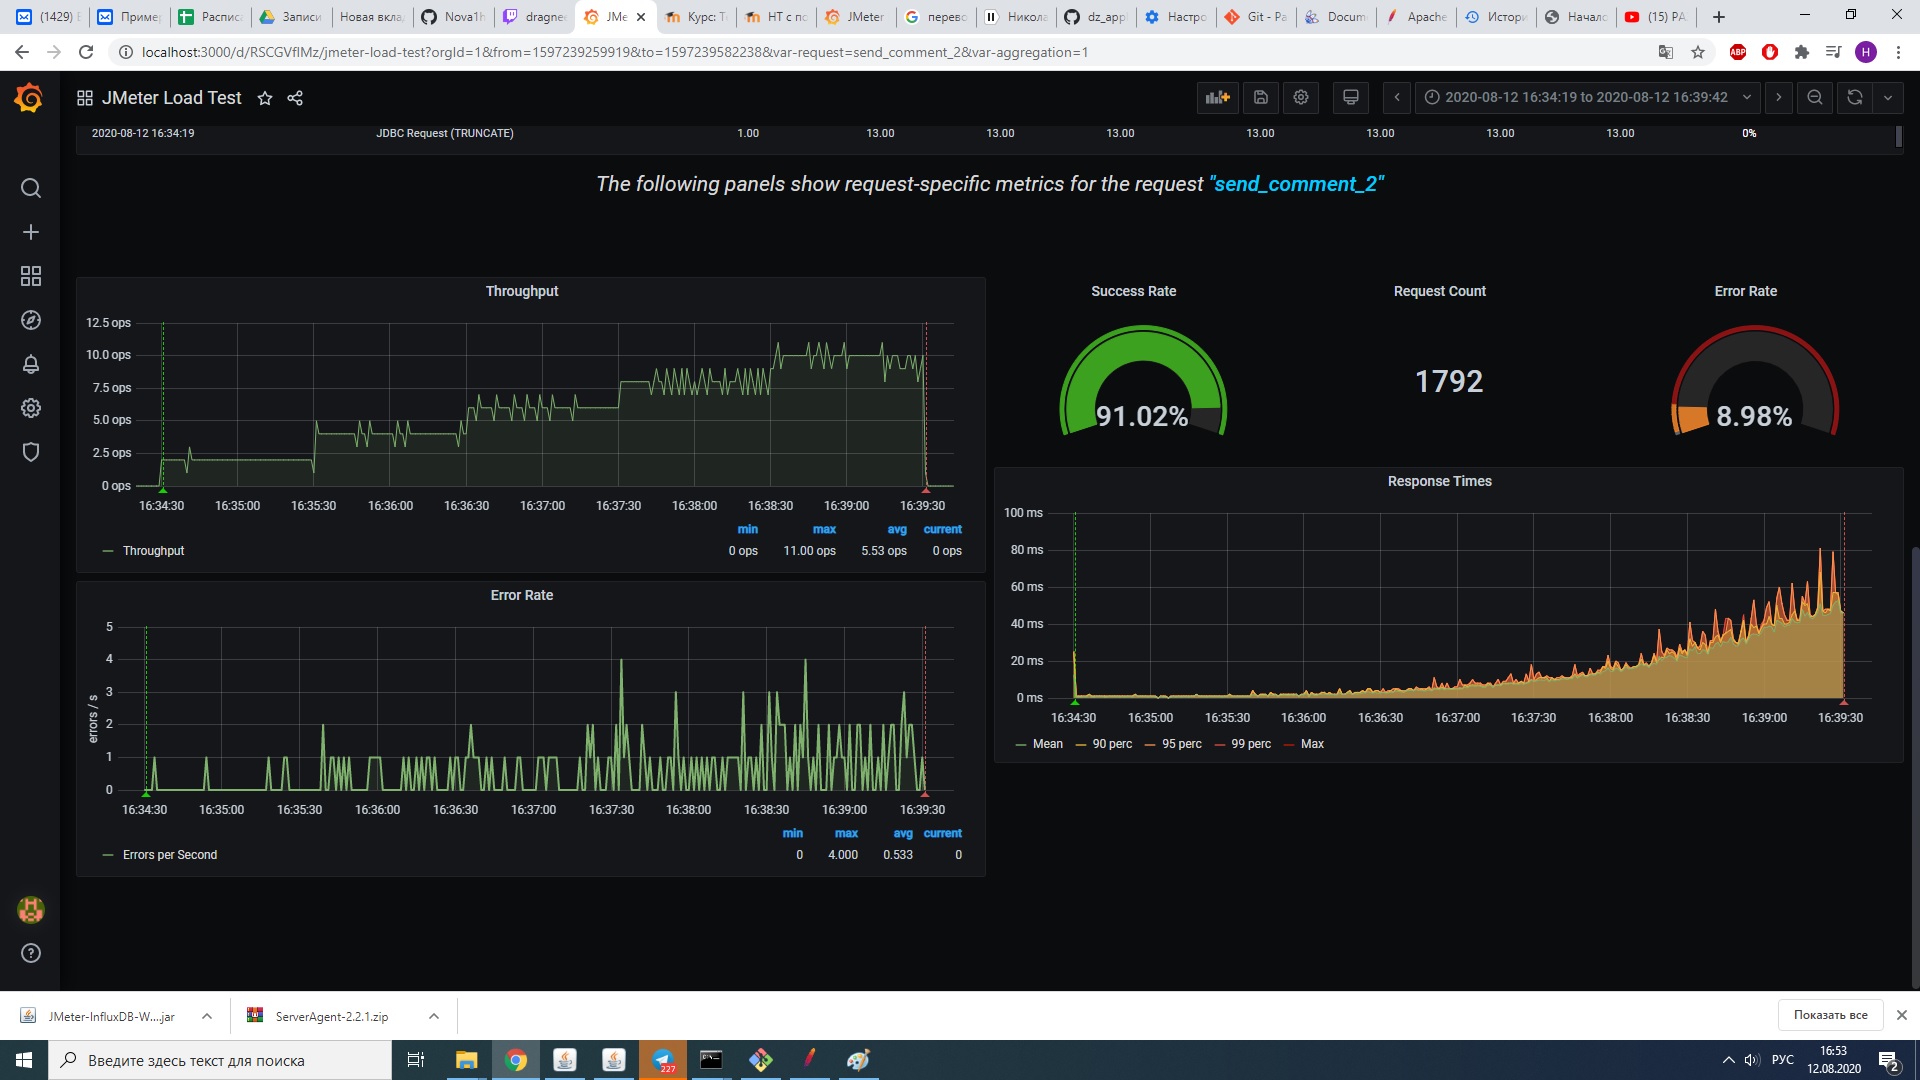 (1429) Пример Расписа Записи Новая вкла Nova1h dragne JMe Курс: Т НТ с по JMeter перево Никола dz_app Настро Git - Pa Docum Apache Истори Начало (15) PA
localhost:3000/d/RSCGVflMz/jmeter-load-test?orgId=1&from=1597239259919&to=1597239582238&var-request=send_comment_2&var-aggregation=1
ABP H
JMeter Load Test
2020-08-12 16:34:19 to 2020-08-12 16:39:42
2020-08-12 16:34:19 JDBC Request (TRUNCATE) 1.00 13.00 13.00 13.00 13.00 13.00 13.00 13.00 0%
The following panels show request-specific metrics for the request "send_comment_2"
Throughput
12.5 ops
10.0 ops
7.5 ops
5.0 ops
2.5 ops
0 ops
16:34:30 16:35:00 16:35:30 16:36:00 16:36:30 16:37:00 16:37:30 16:38:00 16:38:30 16:39:00 16:39:30
min max avg current
Throughput 0 ops 11.00 ops 5.53 ops 0 ops
Success Rate
91.02%
Request Count
1792
Error Rate
8.98%
Error Rate
errors / s
5
4
3
2
1
0
16:34:30 16:35:00 16:35:30 16:36:00 16:36:30 16:37:00 16:37:30 16:38:00 16:38:30 16:39:00 16:39:30
min max avg current
Errors per Second 0 4.000 0.533 0
Response Times
100 ms
80 ms
60 ms
40 ms
20 ms
0 ms
16:34:30 16:35:00 16:35:30 16:36:00 16:36:30 16:37:00 16:37:30 16:38:00 16:38:30 16:39:00 16:39:30
Mean 90 perc 95 perc 99 perc Max
JMeter-InfluxDB-W....jar ServerAgent-2.2.1.zip Показать все
Введите здесь текст для поиска
227
РУС
16:53
12.08.2020
2